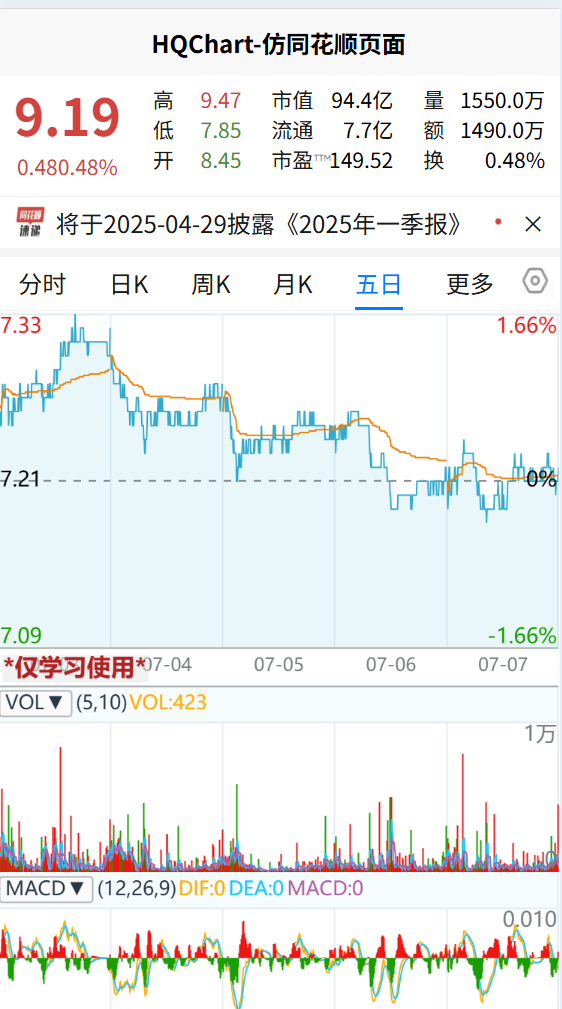 HQChart-仿同花顺页面
9.19
0.480.48%
高 9.47 市值 94.4亿 量 1550.0万
低 7.85 流通 7.7亿 额 1490.0万
开 8.45 市盈™149.52 换 0.48%
同花顺
速递
将于2025-04-29披露《2025年一季报》
分时 日K 周K 月K 五日 更多
7.33 1.66%
7.21 0%
7.09 -1.66%
*仅学习使用* 07-04 07-05 07-06 07-07
VOL▼ (5,10) VOL:423
1万
0
MACD▼ (12,26,9) DIF:0 DEA:0 MACD:0
0.010